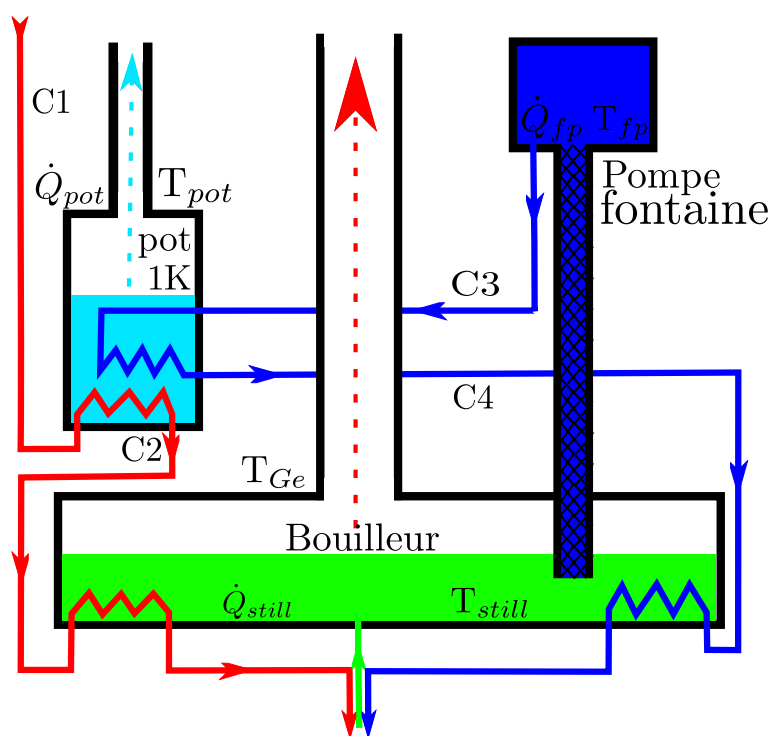 C1
Q̇pot
Tpot
pot
1K
Q̇fp Tfp
Pompe
fontaine
C3
C4
C2
TGe
Bouilleur
Q̇still
Tstill